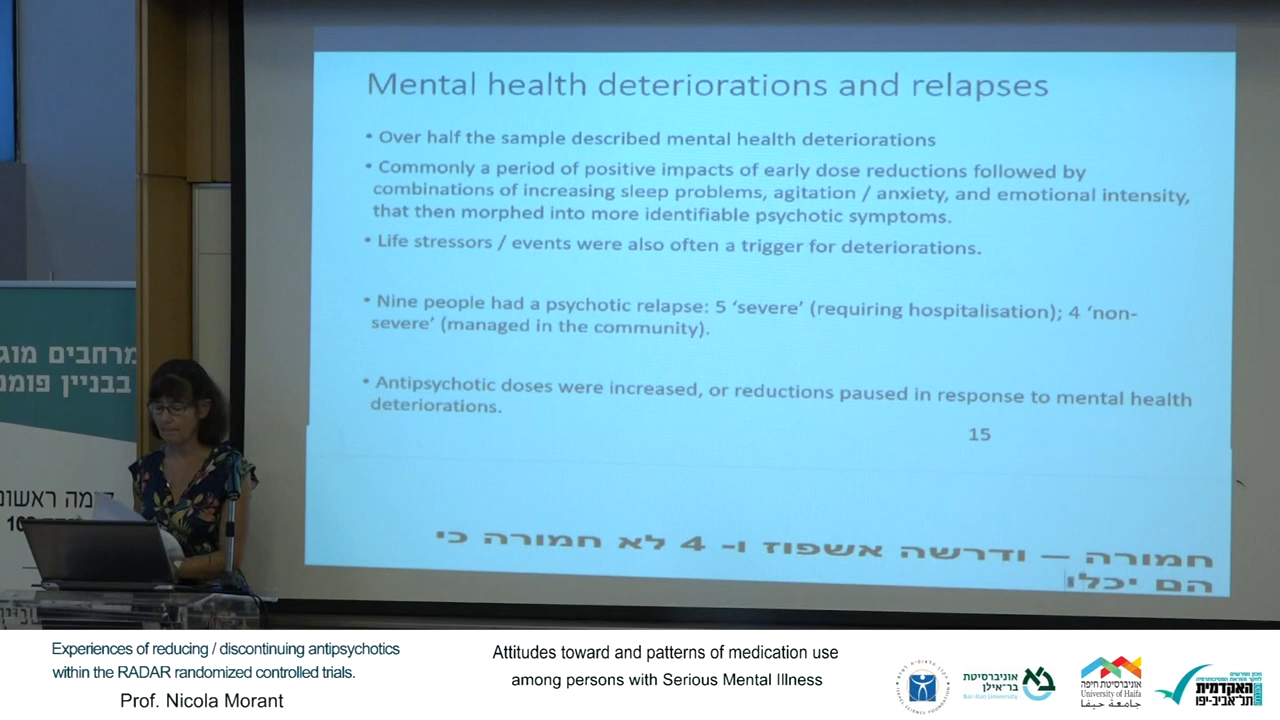 Mental health deteriorations and relapses
• Over half the sample described mental health deteriorations
• Commonly a period of positive impacts of early dose reductions followed by
combinations of increasing sleep problems, agitation / anxiety, and emotional intensity,
that then morphed into more identifiable psychotic symptoms.
• Life stressors / events were also often a trigger for deteriorations.
• Nine people had a psychotic relapse: 5 ‘severe’ (requiring hospitalisation); 4 ‘non-
severe’ (managed in the community).
• Antipsychotic doses were increased, or reductions paused in response to mental health
deteriorations.
15
חמורה – ודרשה אשפוז ו- 4 לא חמורה כי
הם יכלו
מרחבים
בבניין
Experiences of reducing / discontinuing antipsychotics
within the RADAR randomized controlled trials.
Prof. Nicola Morant
Attitudes toward and patterns of medication use
among persons with Serious Mental Illness
אוניברסיטת
בר־אילן
Bar-Ilan University
אוניברסיטת חיפה
University of Haifa
جامعة حيفا
האקדמית
תל־אביב-יפו